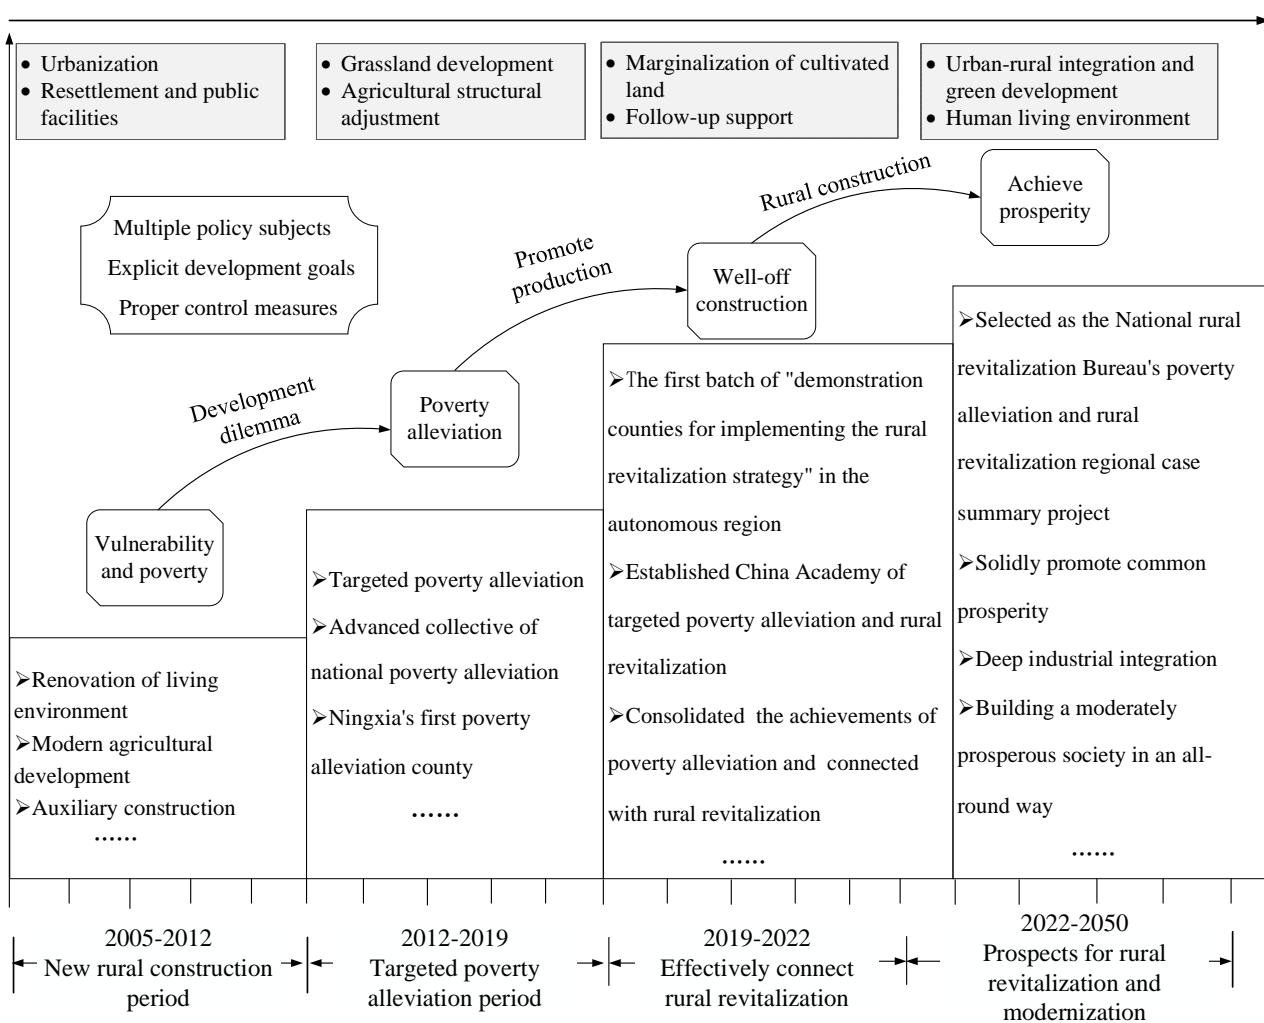 • Urbanization
• Resettlement and public
facilities
• Grassland development
• Agricultural structural
adjustment
• Marginalization of cultivated
land
• Follow-up support
• Urban-rural integration and
green development
• Human living environment
Multiple policy subjects
Explicit development goals
Proper control measures
Development
dilemma
Promote
production
Rural construction
Vulnerability
and poverty
Poverty
alleviation
Well-off
construction
Achieve
prosperity
➢Renovation of living
environment
➢Modern agricultural
development
➢Auxiliary construction
……
➢Targeted poverty alleviation
➢Advanced collective of
national poverty alleviation
➢Ningxia's first poverty
alleviation county
……
➢The first batch of "demonstration
counties for implementing the rural
revitalization strategy" in the
autonomous region
➢Established China Academy of
targeted poverty alleviation and rural
revitalization
➢Consolidated the achievements of
poverty alleviation and connected
with rural revitalization
……
➢Selected as the National rural
revitalization Bureau's poverty
alleviation and rural
revitalization regional case
summary project
➢Solidly promote common
prosperity
➢Deep industrial integration
➢Building a moderately
prosperous society in an all-
round way
……
2005-2012
New rural construction
period
2012-2019
Targeted poverty
alleviation period
2019-2022
Effectively connect
rural revitalization
2022-2050
Prospects for rural
revitalization and
modernization